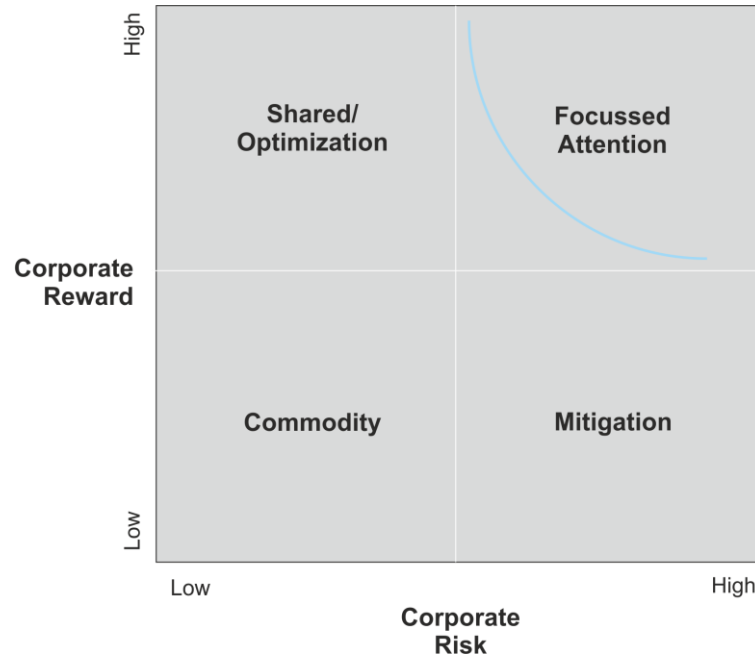 High
Shared/
Optimization
Focussed
Attention
Corporate
Reward
Commodity
Mitigation
Low
Low
High
Corporate
Risk